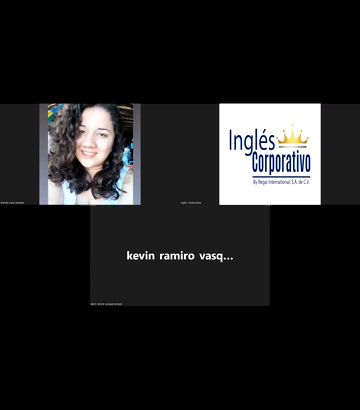 Inglés
Corporativo
By Regal International, S.A. de C.V.
kevin ramiro vasq...